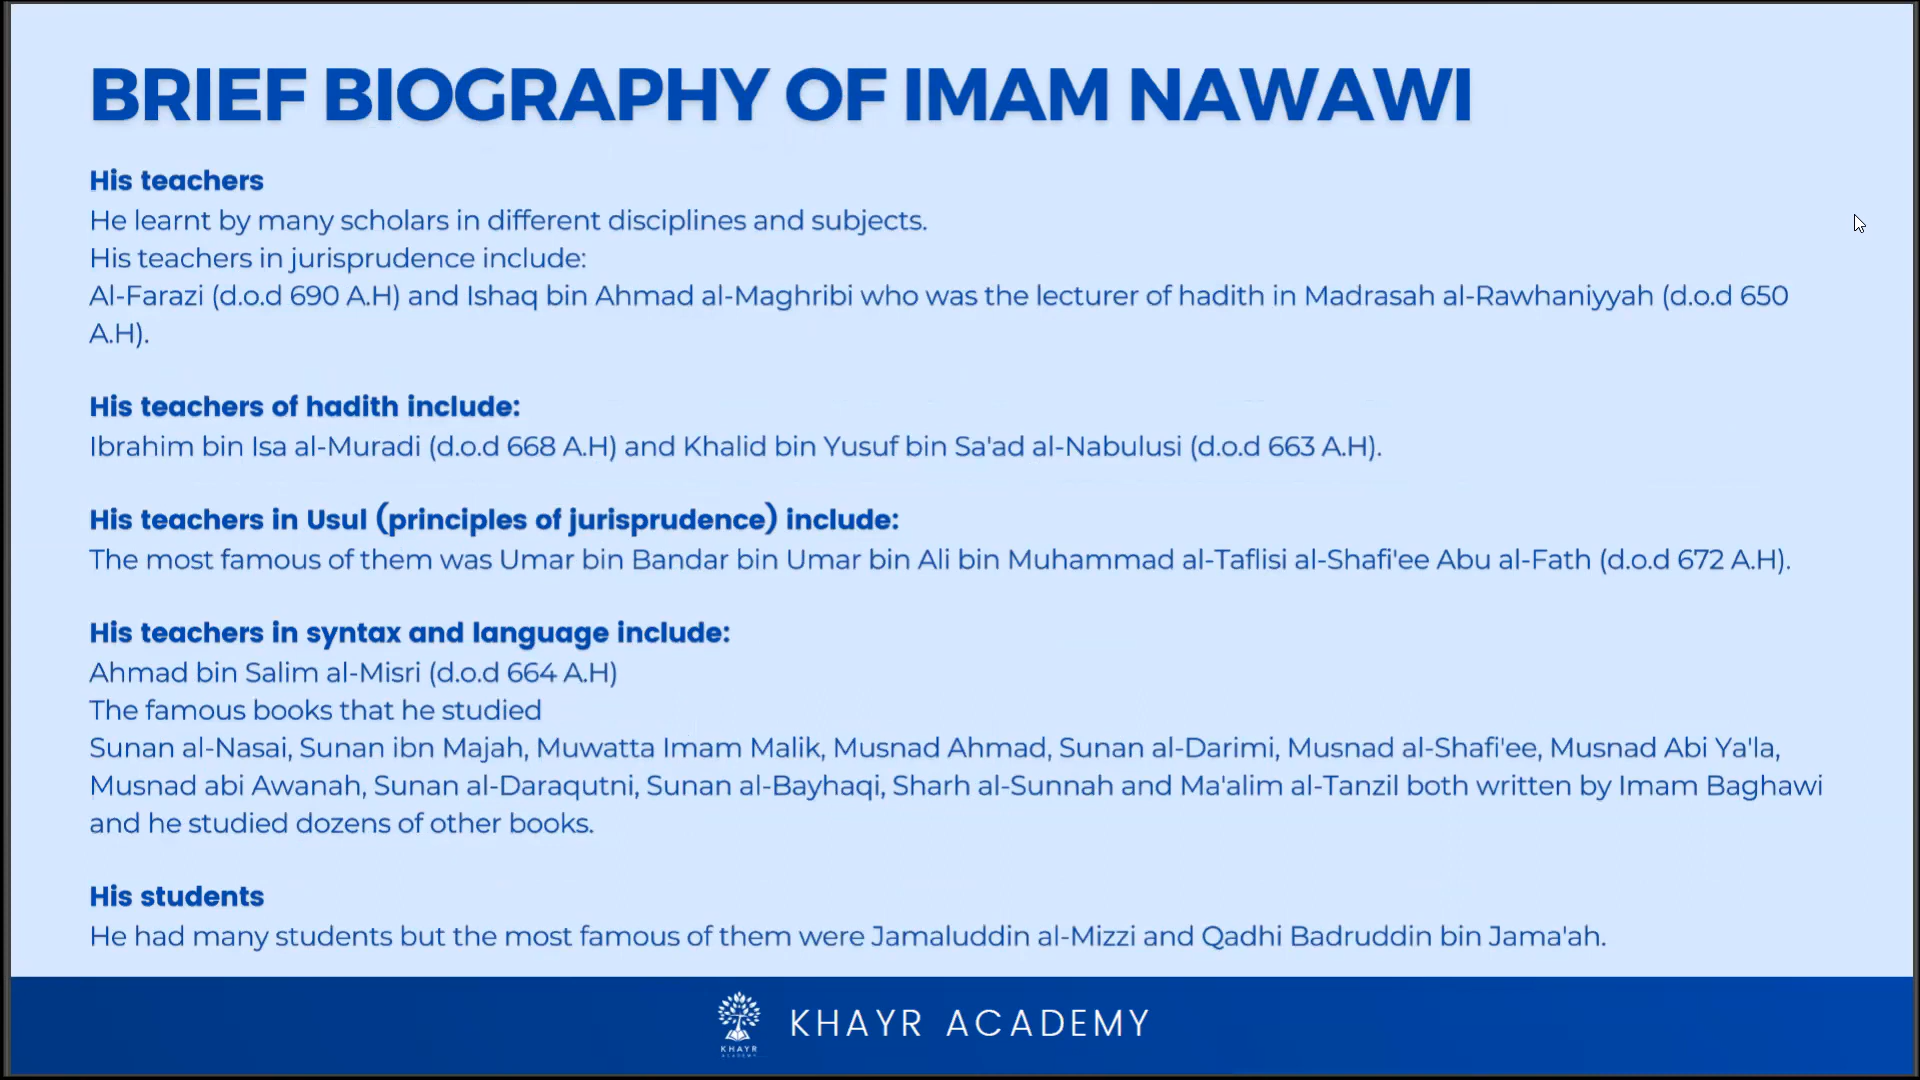 BRIEF BIOGRAPHY OF IMAM NAWAWI
His teachers
He learnt by many scholars in different disciplines and subjects.
His teachers in jurisprudence include:
Al-Farazi (d.o.d 690 A.H) and Ishaq bin Ahmad al-Maghribi who was the lecturer of hadith in Madrasah al-Rawhaniyyah (d.o.d 650
A.H).
His teachers of hadith include:
Ibrahim bin Isa al-Muradi (d.o.d 668 A.H) and Khalid bin Yusuf bin Sa'ad al-Nabulusi (d.o.d 663 A.H).
His teachers in Usul (principles of jurisprudence) include:
The most famous of them was Umar bin Bandar bin Umar bin Ali bin Muhammad al-Taflisi al-Shafi'ee Abu al-Fath (d.o.d 672 A.H).
His teachers in syntax and language include:
Ahmad bin Salim al-Misri (d.o.d 664 A.H)
The famous books that he studied
Sunan al-Nasai, Sunan ibn Majah, Muwatta Imam Malik, Musnad Ahmad, Sunan al-Darimi, Musnad al-Shafi'ee, Musnad Abi Ya'la,
Musnad abi Awanah, Sunan al-Daraqutni, Sunan al-Bayhaqi, Sharh al-Sunnah and Ma'alim al-Tanzil both written by Imam Baghawi
and he studied dozens of other books.
His students
He had many students but the most famous of them were Jamaluddin al-Mizzi and Qadhi Badruddin bin Jama'ah.
KHAYR
ACADEMY
KHAYR ACADEMY